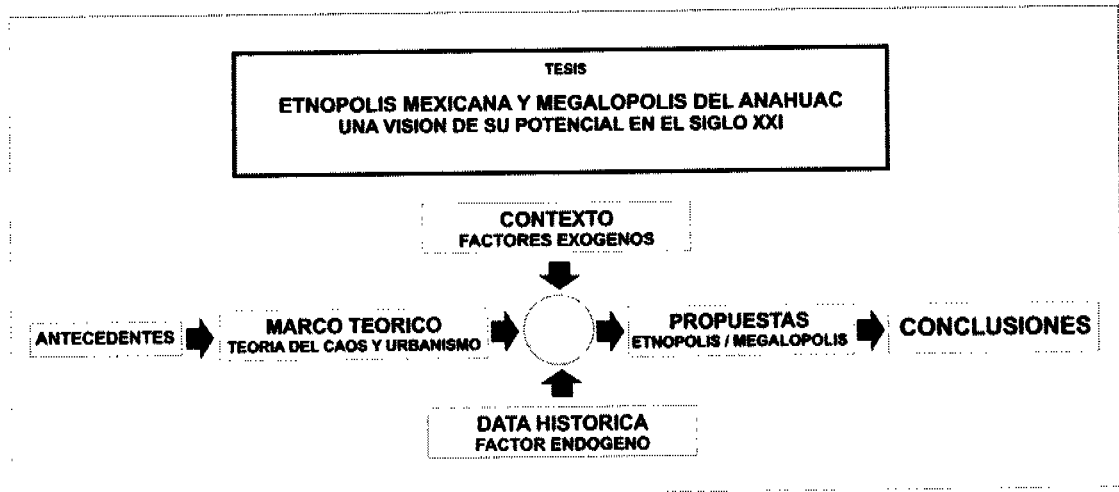 TESIS
ETNOPOLIS MEXICANA Y MEGALOPOLIS DEL ANAHUAC
UNA VISION DE SU POTENCIAL EN EL SIGLO XXI
CONTEXTO
FACTORES EXOGENOS
ANTECEDENTES
MARCO TEORICO
TEORIA DEL CAOS Y URBANISMO
PROPUESTAS
ETNOPOLIS / MEGALOPOLIS
CONCLUSIONES
DATA HISTORICA
FACTOR ENDOGENO